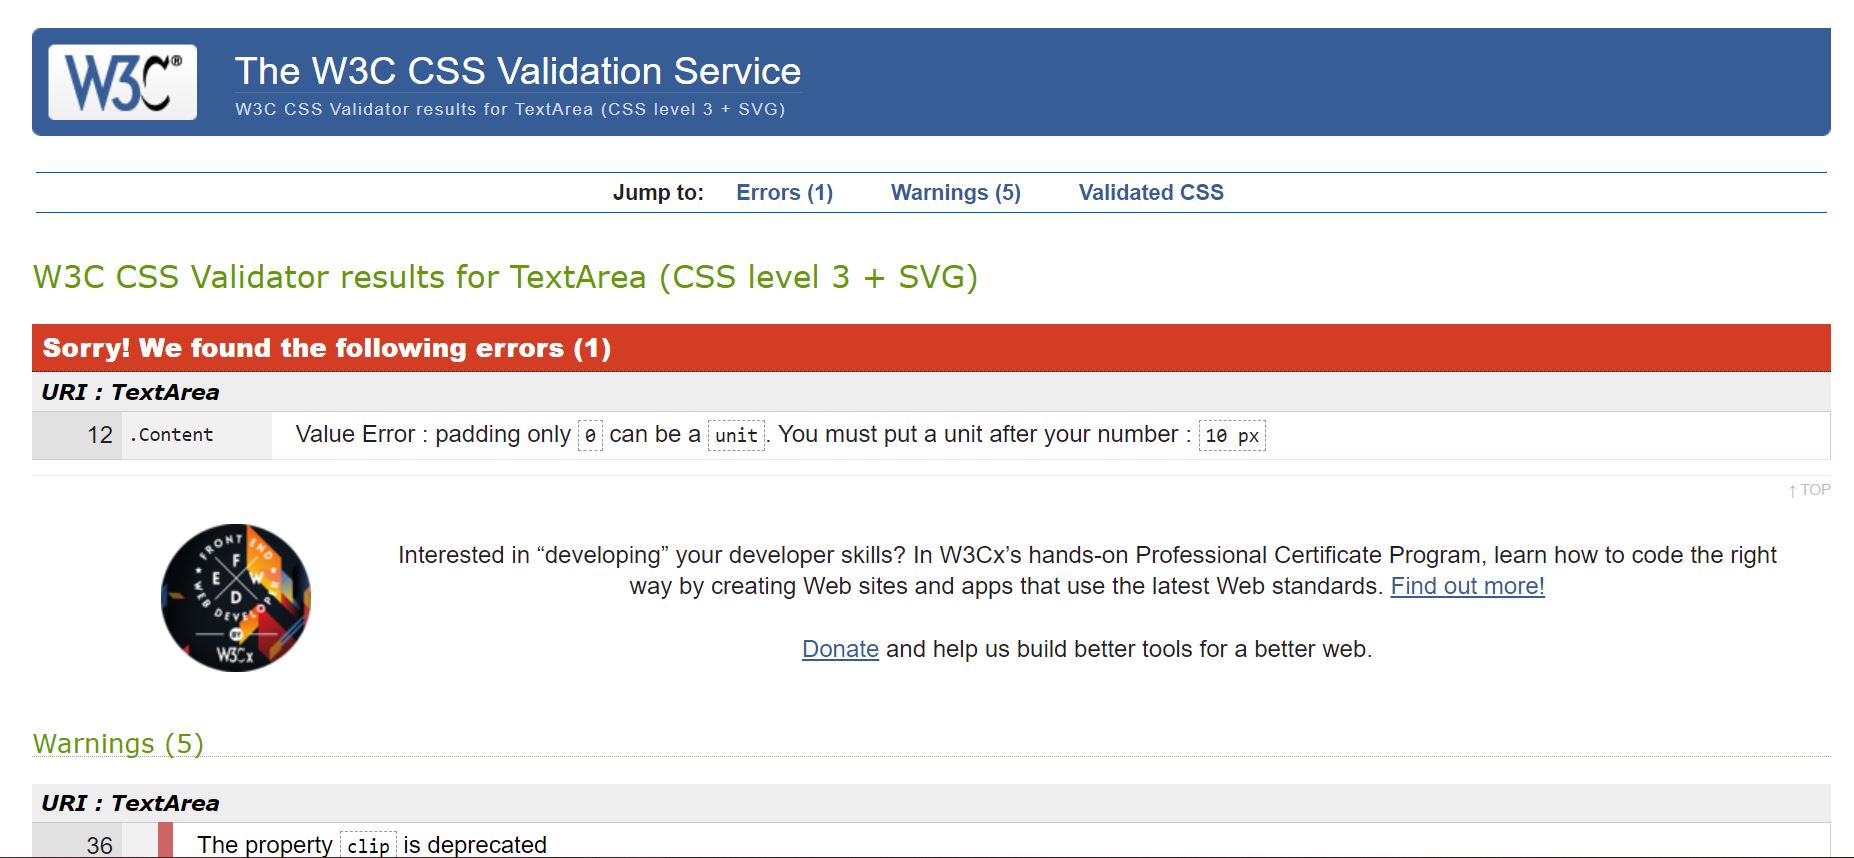 W3C®
The W3C CSS Validation Service
W3C CSS Validator results for TextArea (CSS level 3 + SVG)
Jump to: Errors (1) Warnings (5) Validated CSS
W3C CSS Validator results for TextArea (CSS level 3 + SVG)
Sorry! We found the following errors (1)
URI : TextArea
12 .Content Value Error : padding only 0 can be a unit. You must put a unit after your number : 10 px
↑ TOP
FRONT END
WEB DEVELOPER
F
E W
D
BY
W3Cx
Interested in “developing” your developer skills? In W3Cx’s hands-on Professional Certificate Program, learn how to code the right
way by creating Web sites and apps that use the latest Web standards. Find out more!
Donate and help us build better tools for a better web.
Warnings (5)
URI : TextArea
36 The property clip is deprecated